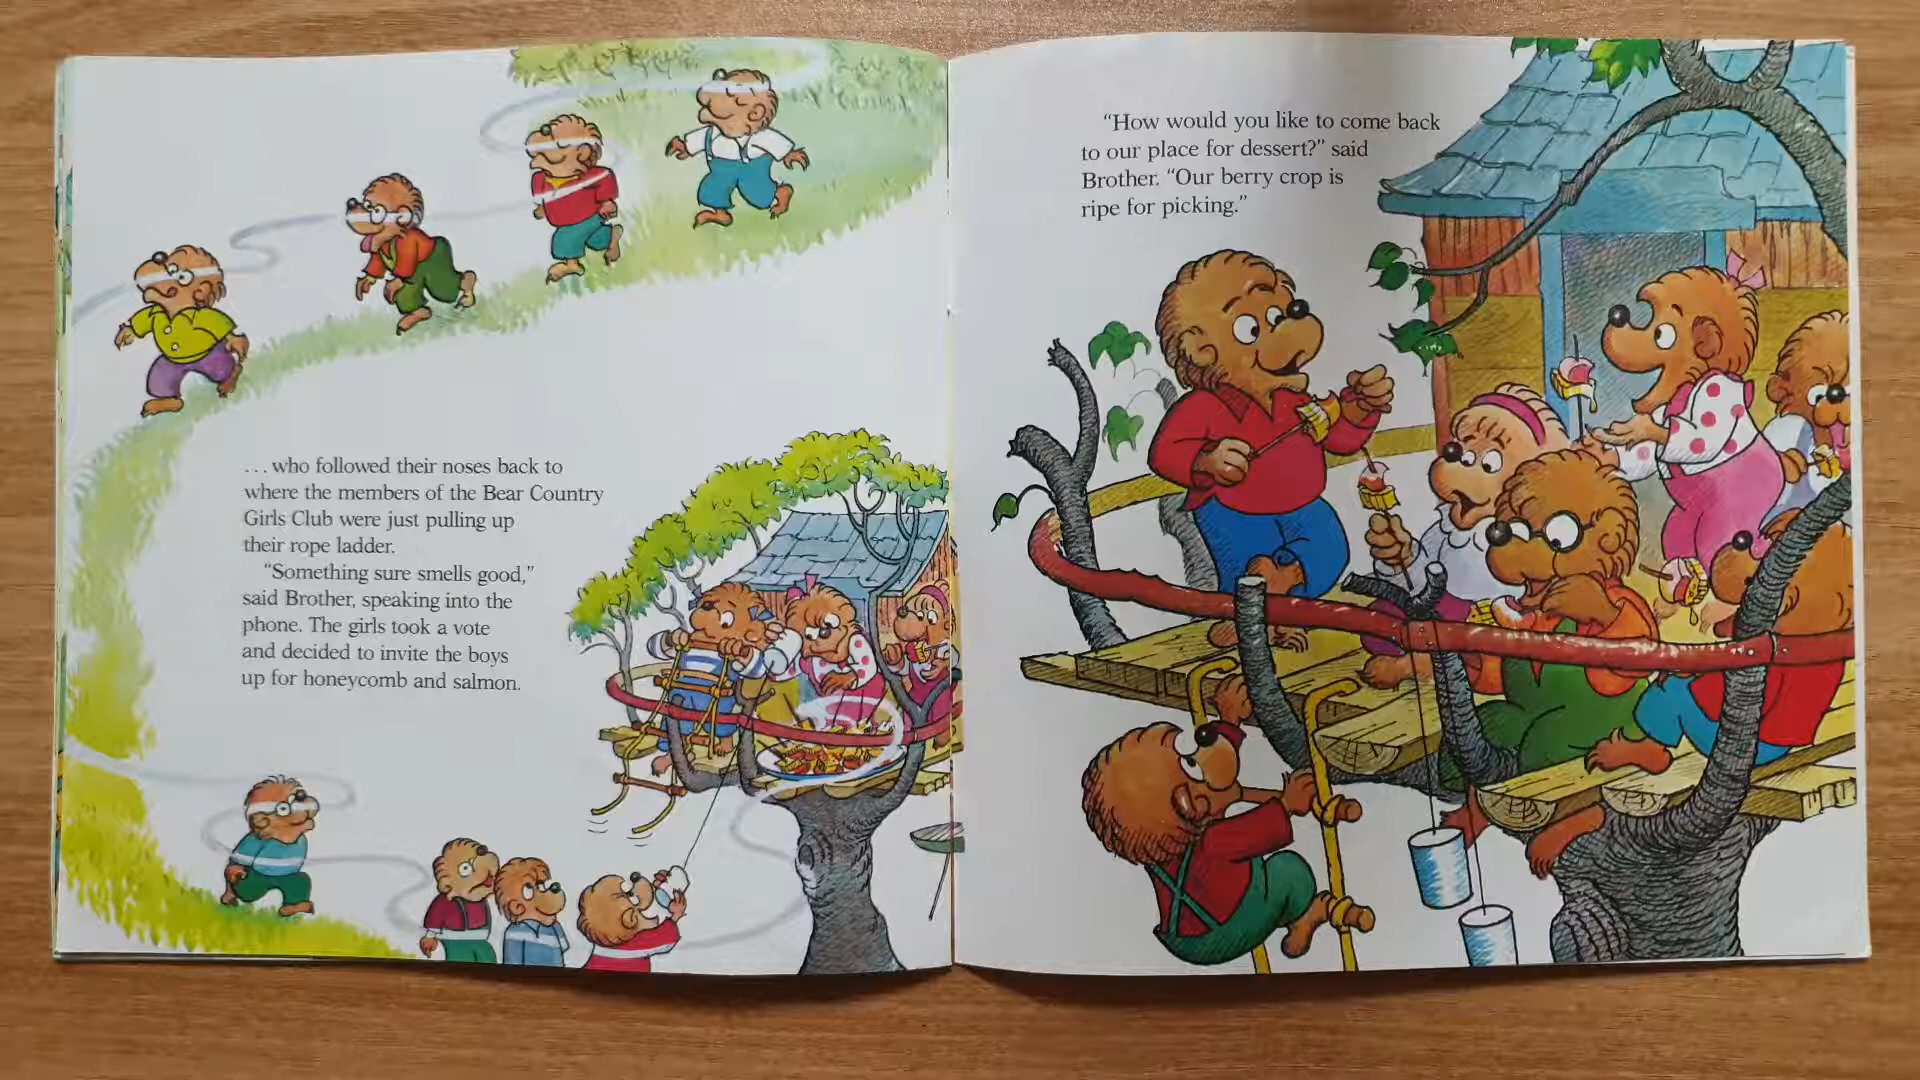 . . . who followed their noses back to
where the members of the Bear Country
Girls Club were just pulling up
their rope ladder.
“Something sure smells good,”
said Brother, speaking into the
phone. The girls took a vote
and decided to invite the boys
up for honeycomb and salmon.
“How would you like to come back
to our place for dessert?” said
Brother. “Our berry crop is
ripe for picking.”